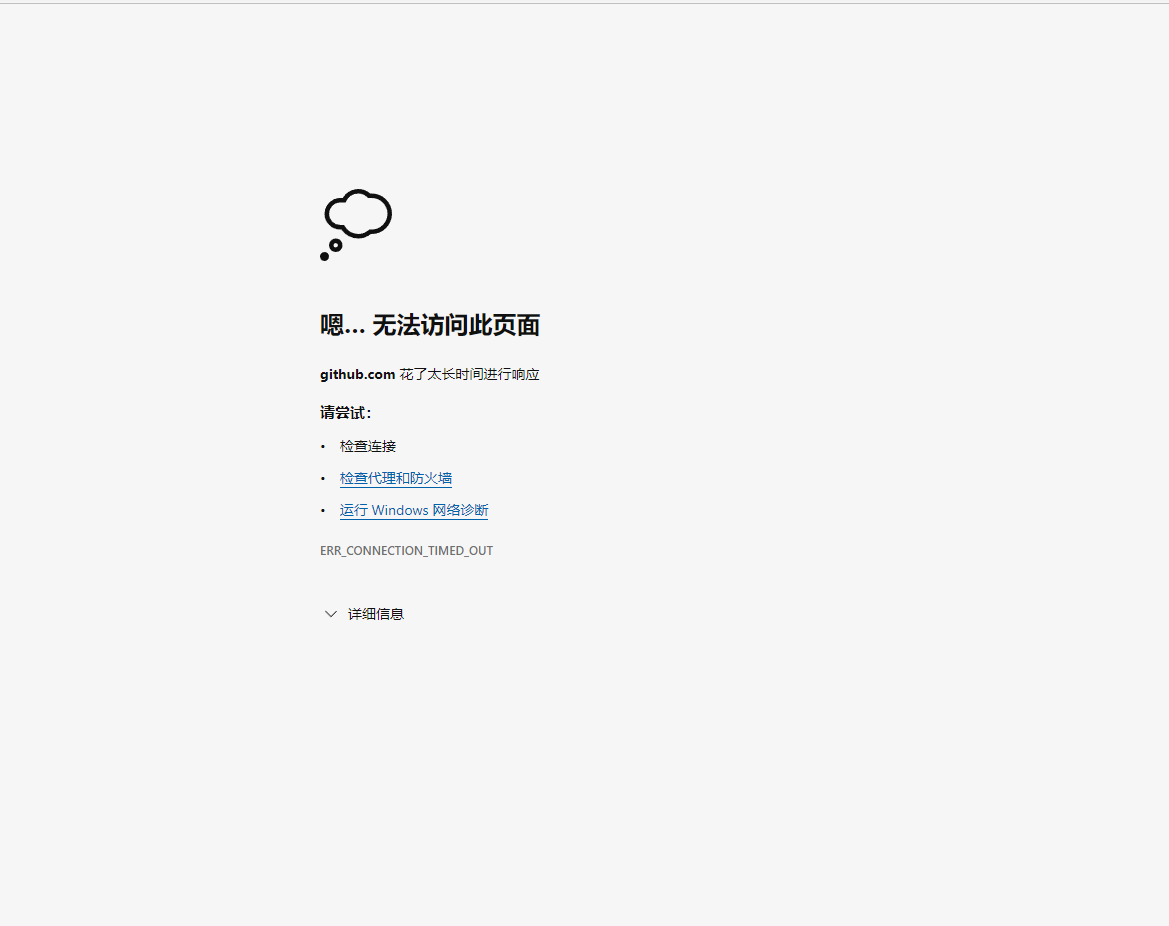 嗯… 无法访问此页面
github.com 花了太长时间进行响应
请尝试:
• 检查连接
• 检查代理和防火墙
• 运行 Windows 网络诊断
ERR_CONNECTION_TIMED_OUT
详细信息